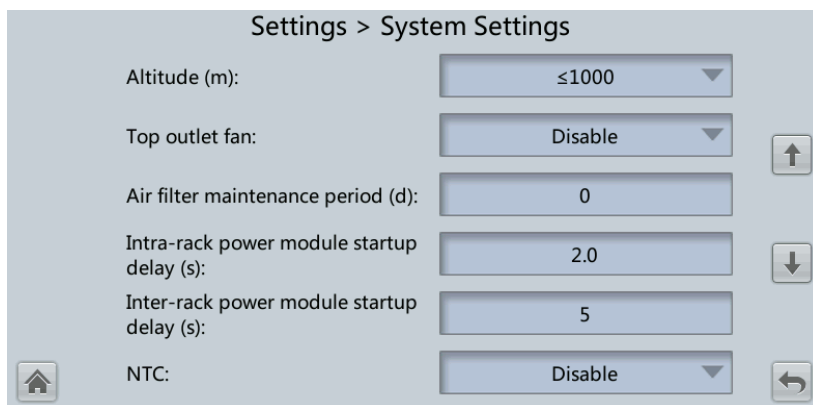 Settings > System Settings
Altitude (m):
≤1000
Top outlet fan:
Disable
Air filter maintenance period (d):
0
Intra-rack power module startup
delay (s):
2.0
Inter-rack power module startup
delay (s):
5
NTC:
Disable